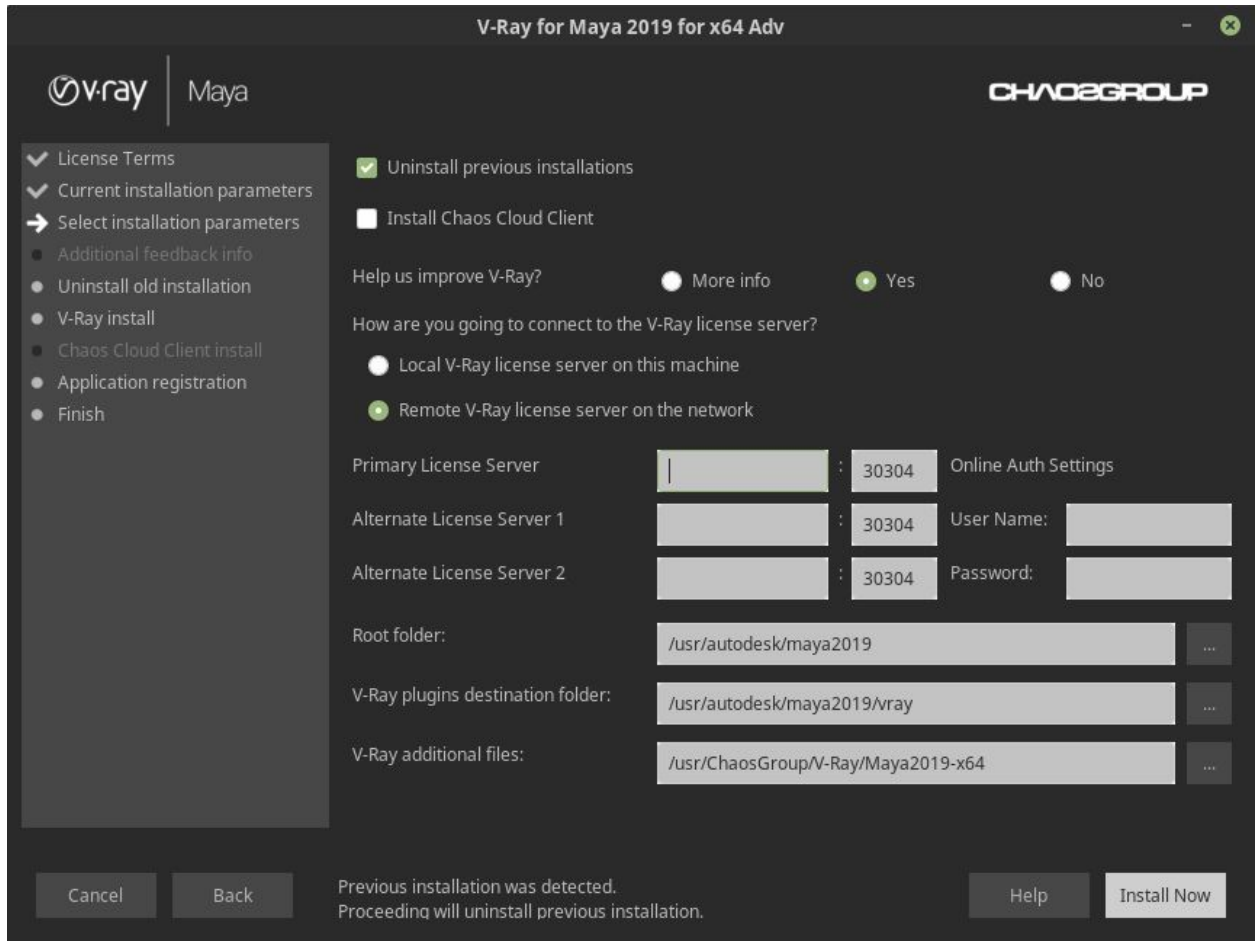 V-Ray for Maya 2019 for x64 Adv
v·ray Maya
CHAOSGROUP
License Terms
Current installation parameters
Select installation parameters
Additional feedback info
Uninstall old installation
V-Ray install
Chaos Cloud Client install
Application registration
Finish
Uninstall previous installations
Install Chaos Cloud Client
Help us improve V-Ray? More info Yes No
How are you going to connect to the V-Ray license server?
Local V-Ray license server on this machine
Remote V-Ray license server on the network
Primary License Server : 30304 Online Auth Settings
Alternate License Server 1 : 30304 User Name:
Alternate License Server 2 : 30304 Password:
Root folder: /usr/autodesk/maya2019 ...
V-Ray plugins destination folder: /usr/autodesk/maya2019/vray ...
V-Ray additional files: /usr/ChaosGroup/V-Ray/Maya2019-x64 ...
Cancel Back
Previous installation was detected.
Proceeding will uninstall previous installation.
Help Install Now